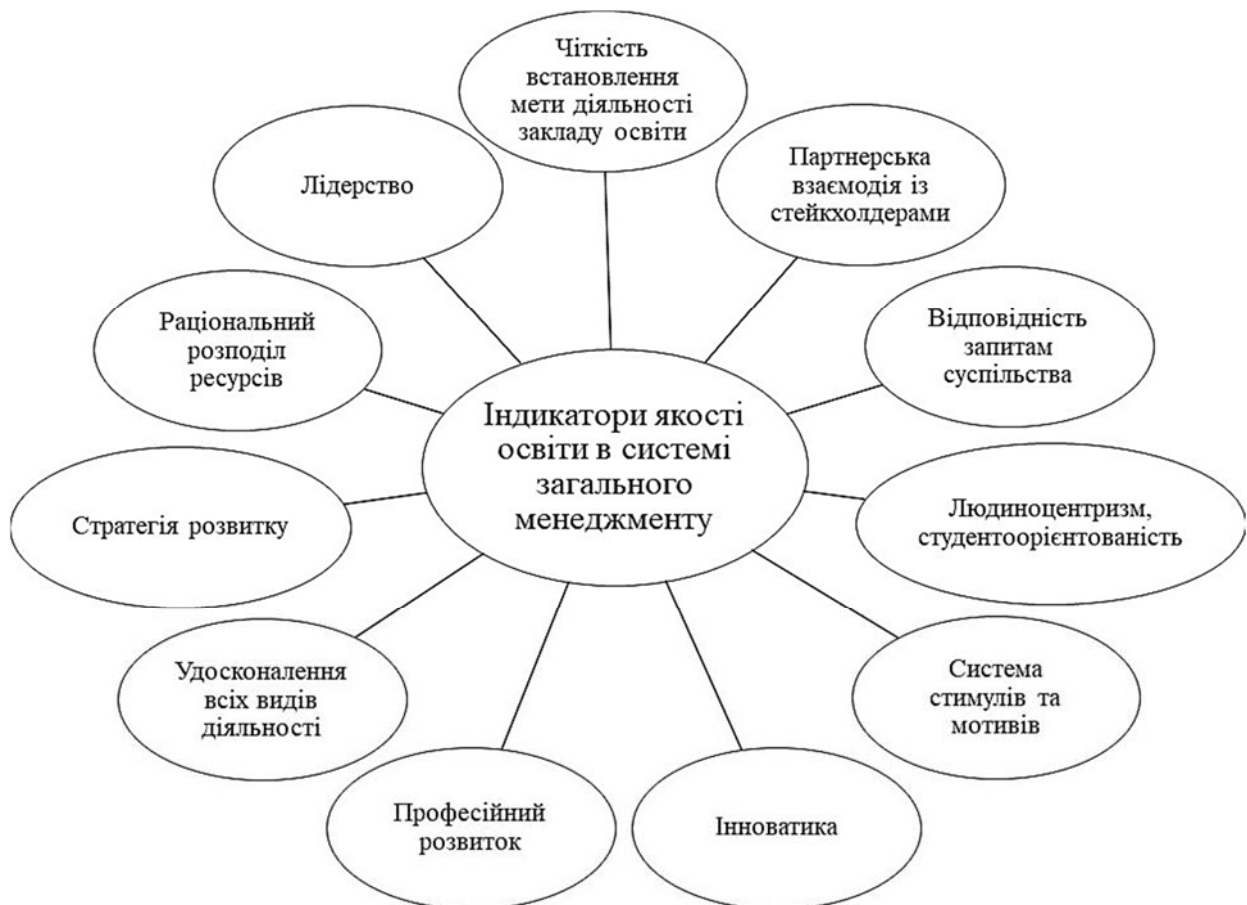 Чіткість
встановлення
мети діяльності
закладу освіти
Партнерська
взаємодія із
стейкхолдерами
Лідерство
Раціональний
розподіл
ресурсів
Відповідність
запитам
суспільства
Індикатори якості
освіти в системі
загального
менеджменту
Стратегія розвитку
Людиноцентризм,
студентоорієнтованість
Удосконалення
всіх видів
діяльності
Система
стимулів та
мотивів
Професійний
розвиток
Інноватика